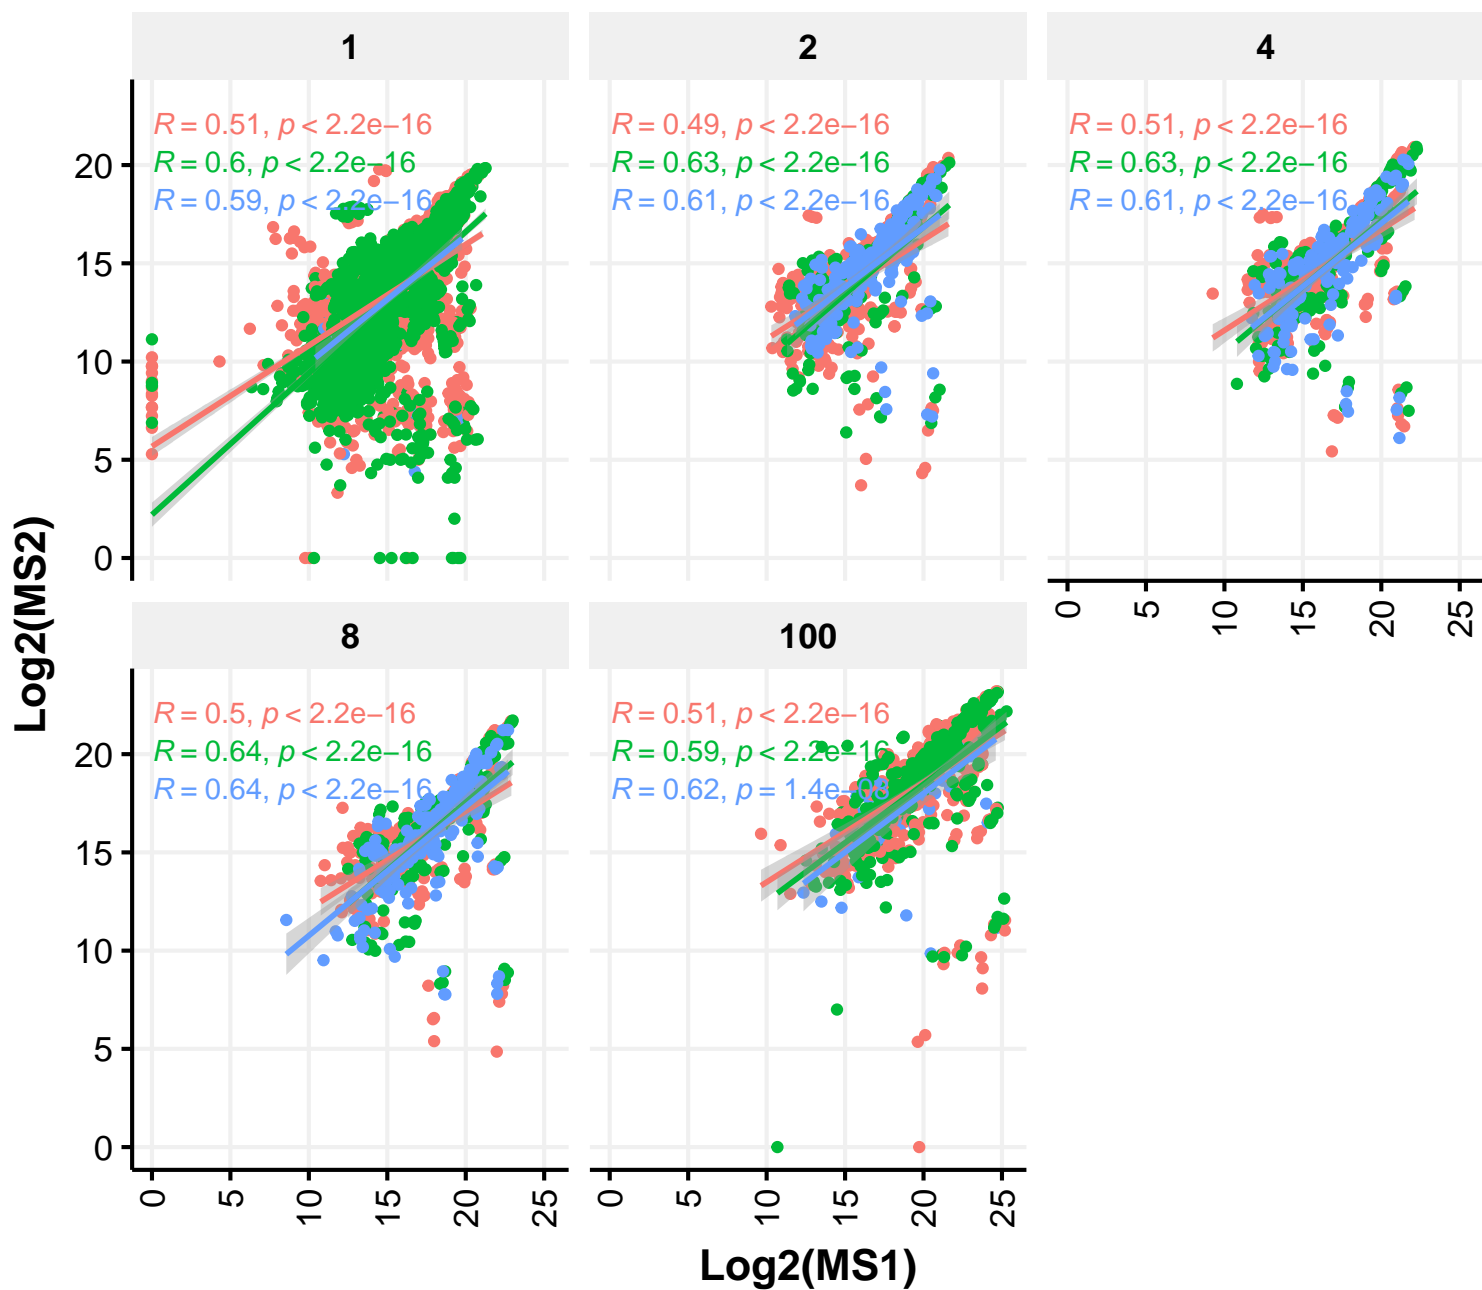 1
2
4
R = 0.51, p < 2.2e−16
R = 0.6, p < 2.2e−16
R = 0.59, p < 2.2e−16
R = 0.49, p < 2.2e−16
R = 0.63, p < 2.2e−16
R = 0.61, p < 2.2e−16
R = 0.51, p < 2.2e−16
R = 0.63, p < 2.2e−16
R = 0.61, p < 2.2e−16
20
15
10
5
0
0 5 10 15 20 25
8
100
R = 0.5, p < 2.2e−16
R = 0.64, p < 2.2e−16
R = 0.64, p < 2.2e−16
R = 0.51, p < 2.2e−16
R = 0.59, p < 2.2e−16
R = 0.62, p = 1.4e−08
20
15
10
5
0
0 5 10 15 20 25
0 5 10 15 20 25
Log2(MS2)
Log2(MS1)